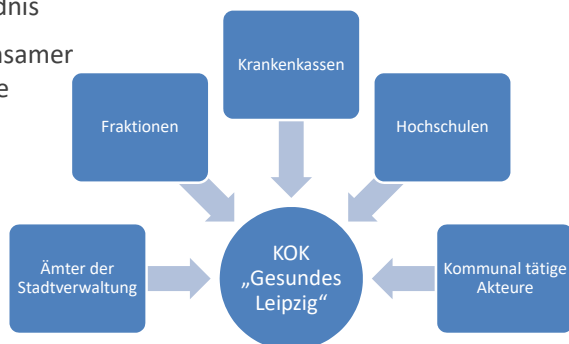 dnis
samer
e
Krankenkassen
Fraktionen
Hochschulen
Ämter der
Stadtverwaltung
KOK
„Gesundes
Leipzig“
Kommunal tätige
Akteure